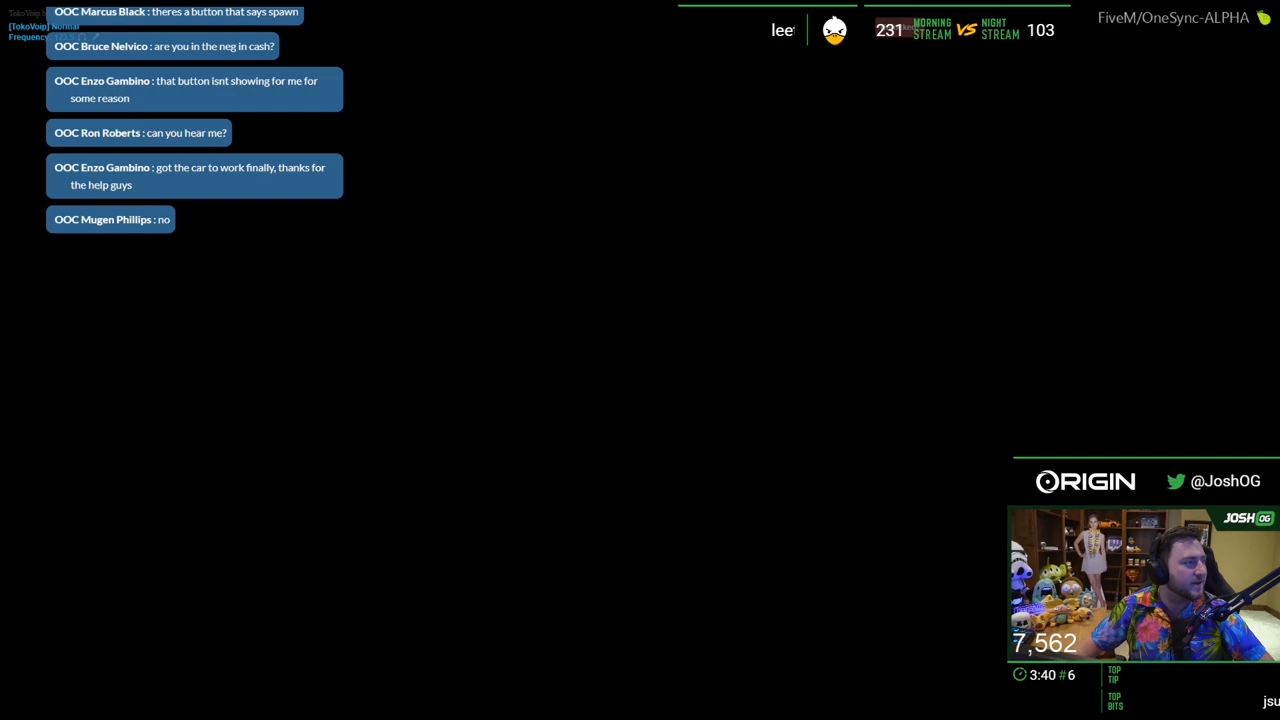 OOC Marcus Black : theres a button that says spawn
[TokoVoip] Normal
Frequency
OOC Bruce Nelvico : are you in the neg in cash?
OOC Enzo Gambino : that button isnt showing for me for
some reason
OOC Ron Roberts : can you hear me?
OOC Enzo Gambino : got the car to work finally, thanks for
the help guys
OOC Mugen Phillips : no
lee
231 MORNING STREAM VS NIGHT STREAM 103
FiveM/OneSync-ALPHA
ORIGIN @JoshOG
JOSH OG
7,562
3:40 #6
TOP
TIP
TOP
BITS
jsu